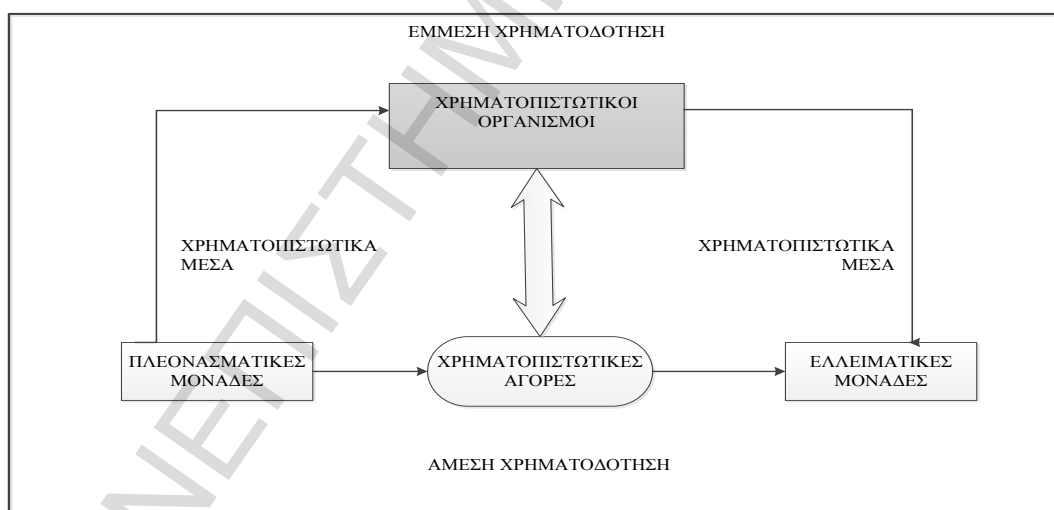 ΕΜΜΕΣΗ ΧΡΗΜΑΤΟΔΟΤΗΣΗ
ΧΡΗΜΑΤΟΠΙΣΤΩΤΙΚΟΙ
ΟΡΓΑΝΙΣΜΟΙ
ΧΡΗΜΑΤΟΠΙΣΤΩΤΙΚΑ
ΜΕΣΑ
ΧΡΗΜΑΤΟΠΙΣΤΩΤΙΚΑ
ΜΕΣΑ
ΠΛΕΟΝΑΣΜΑΤΙΚΕΣ
ΜΟΝΑΔΕΣ
ΧΡΗΜΑΤΟΠΙΣΤΩΤΙΚΕΣ
ΑΓΟΡΕΣ
ΕΛΛΕΙΜΑΤΙΚΕΣ
ΜΟΝΑΔΕΣ
ΑΜΕΣΗ ΧΡΗΜΑΤΟΔΟΤΗΣΗ